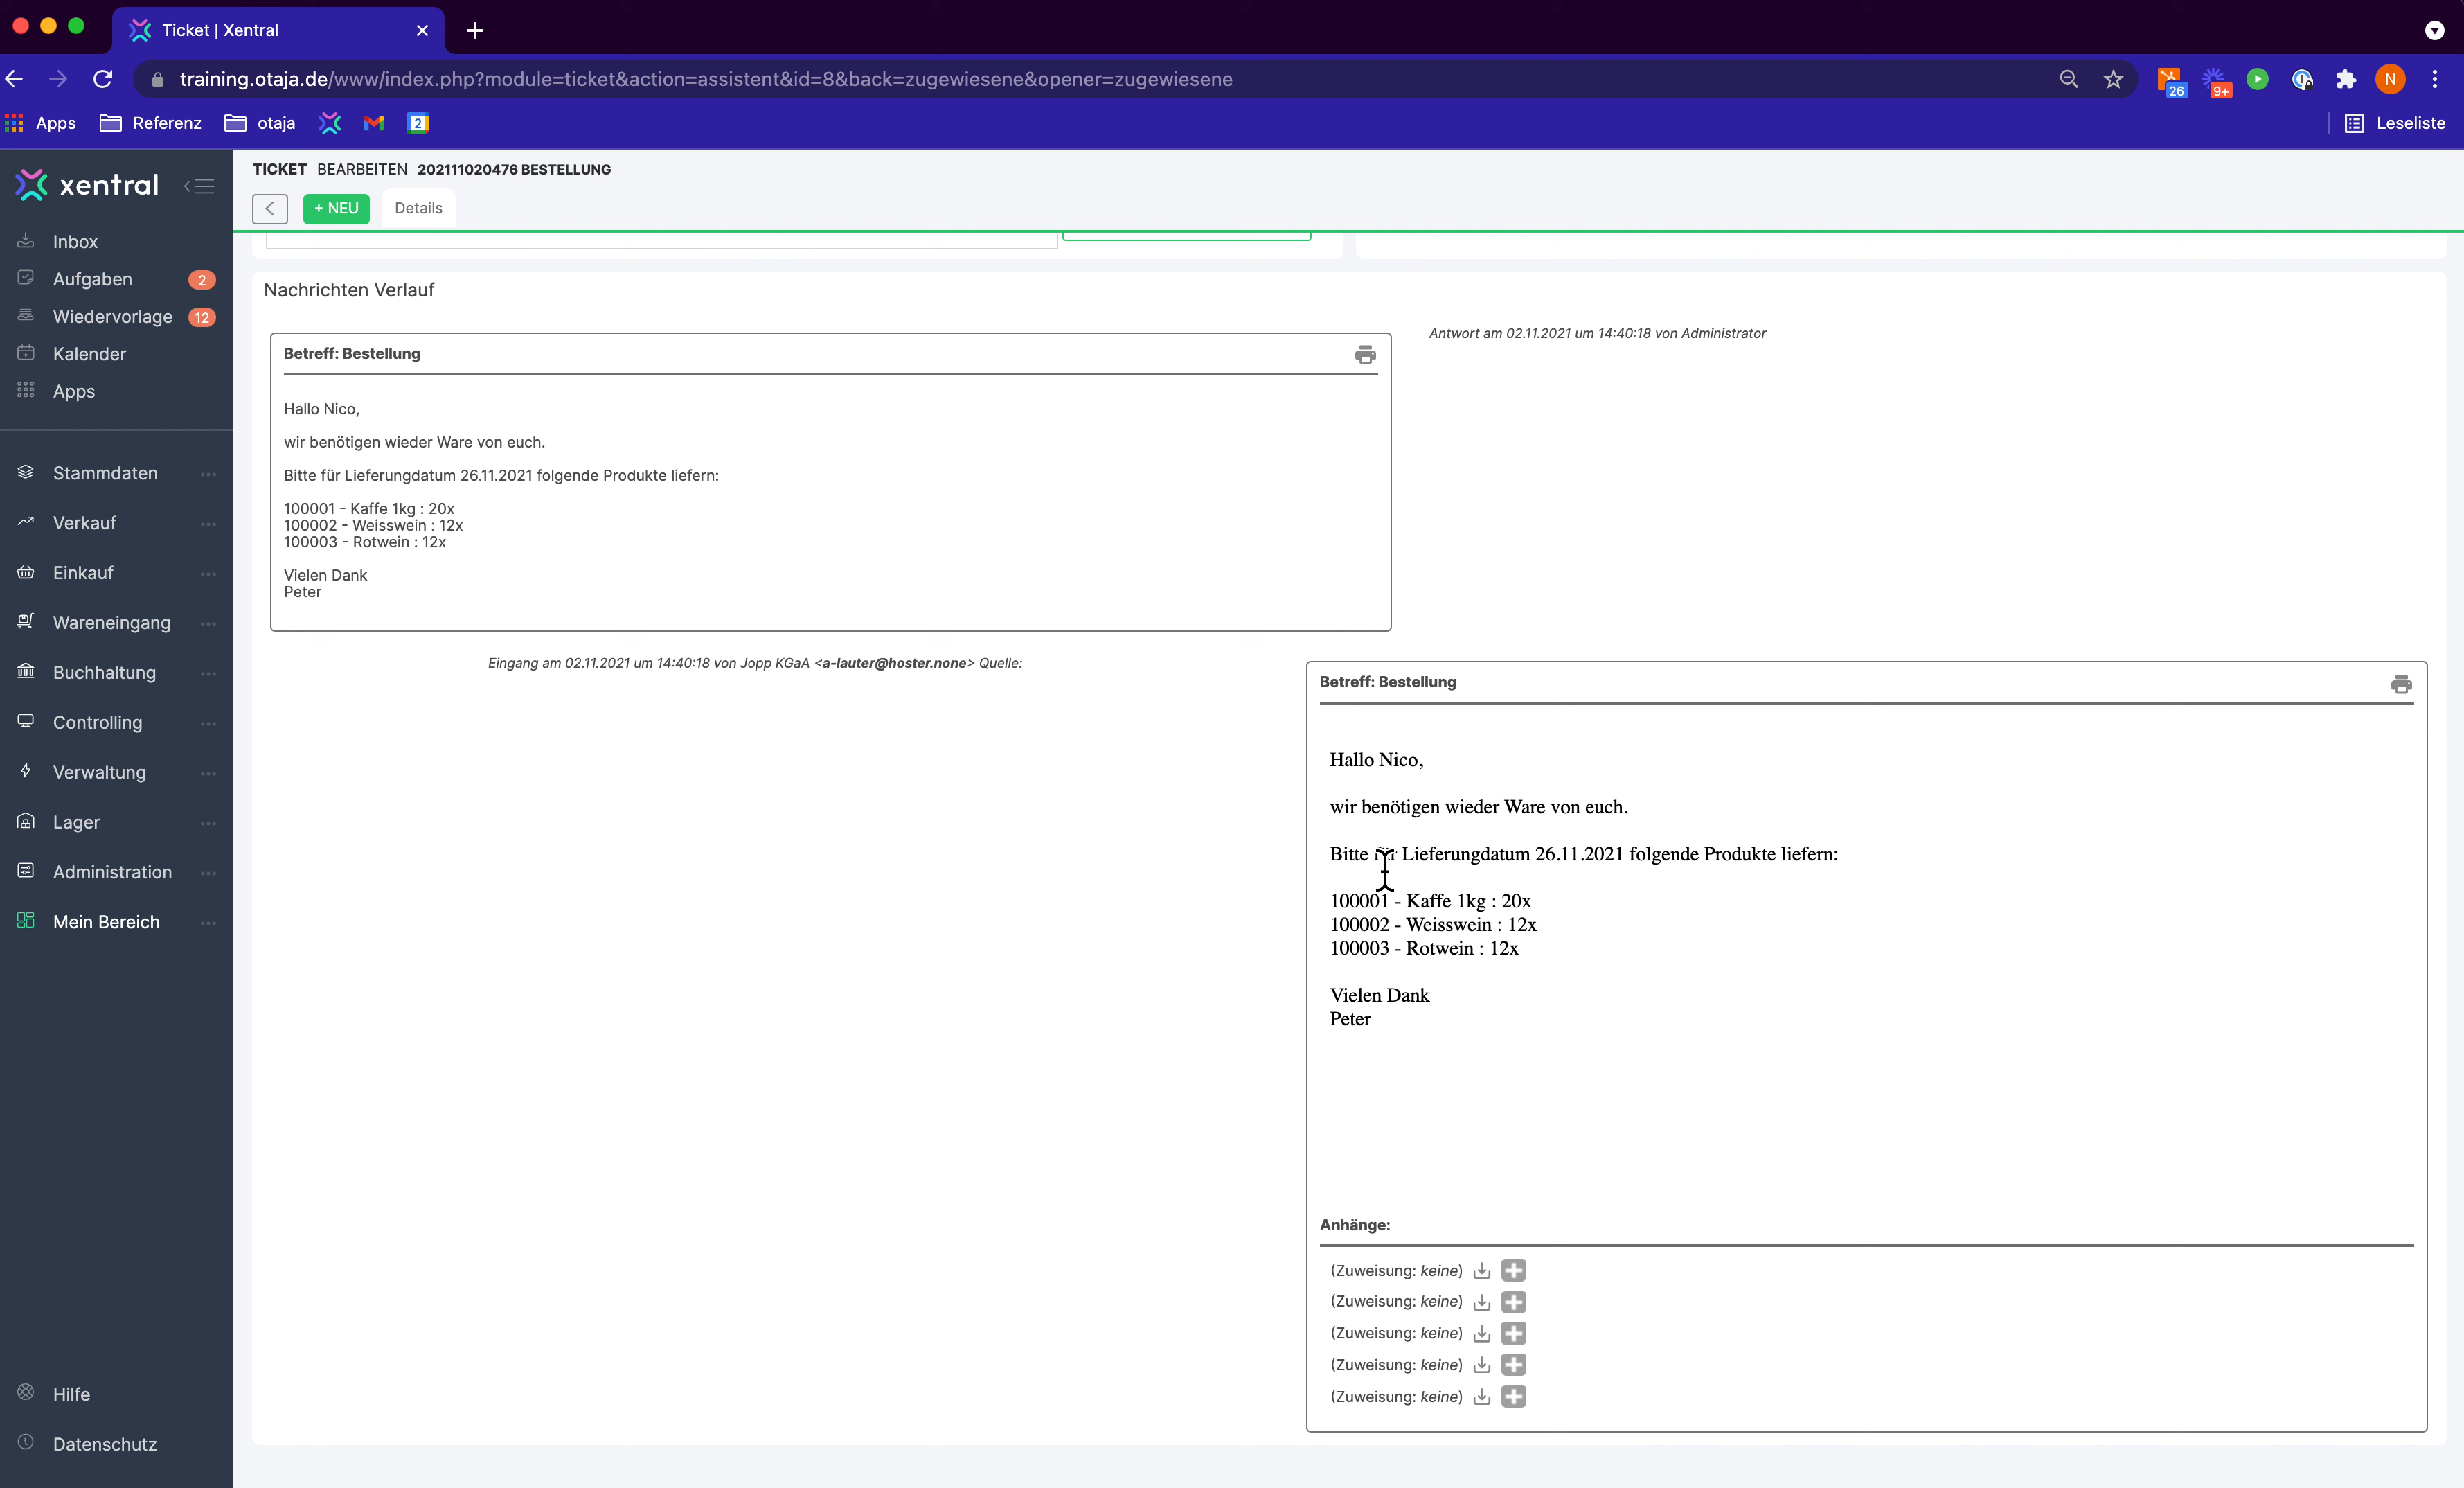 Ticket | Xentral
training.otaja.de/www/index.php?module=ticket&action=assistent&id=8&back=zugewiesene&opener=zugewiesene
26
9+
N
Apps
Referenz
otaja
2
Leseliste
xentral
Inbox
Aufgaben 2
Wiedervorlage 12
Kalender
Apps
Stammdaten
Verkauf
Einkauf
Wareneingang
Buchhaltung
Controlling
Verwaltung
Lager
Administration
Mein Bereich
Hilfe
Datenschutz
TICKET BEARBEITEN 202111020476 BESTELLUNG
+ NEU
Details
Nachrichten Verlauf
Betreff: Bestellung
Hallo Nico,
wir benötigen wieder Ware von euch.
Bitte für Lieferungdatum 26.11.2021 folgende Produkte liefern:
100001 - Kaffe 1kg : 20x
100002 - Weisswein : 12x
100003 - Rotwein : 12x
Vielen Dank
Peter
Antwort am 02.11.2021 um 14:40:18 von Administrator
Eingang am 02.11.2021 um 14:40:18 von Jopp KGaA <a-lauter@hoster.none> Quelle:
Betreff: Bestellung
Hallo Nico,
wir benötigen wieder Ware von euch.
Bitte für Lieferungdatum 26.11.2021 folgende Produkte liefern:
100001 - Kaffe 1kg : 20x
100002 - Weisswein : 12x
100003 - Rotwein : 12x
Vielen Dank
Peter
Anhänge:
(Zuweisung: keine)
(Zuweisung: keine)
(Zuweisung: keine)
(Zuweisung: keine)
(Zuweisung: keine)